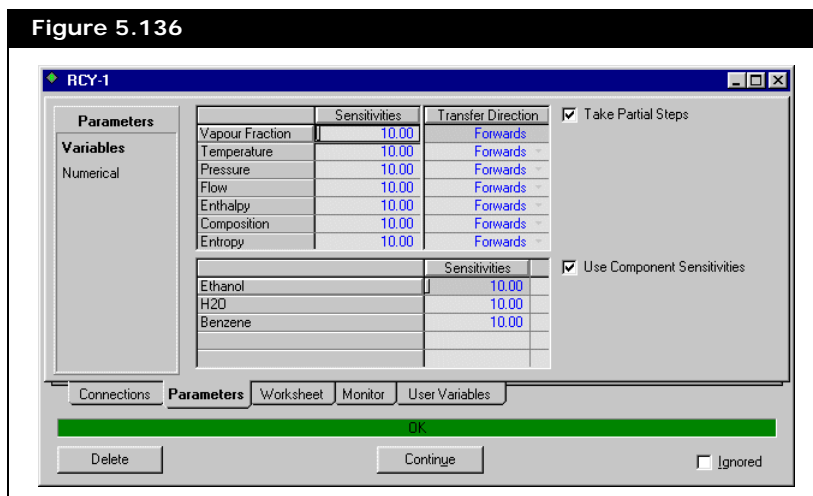 Figure 5.136
RCY-1
Parameters
Variables
Numerical
Sensitivities Transfer Direction
Vapour Fraction 10.00 Forwards
Temperature 10.00 Forwards
Pressure 10.00 Forwards
Flow 10.00 Forwards
Enthalpy 10.00 Forwards
Composition 10.00 Forwards
Entropy 10.00 Forwards
Take Partial Steps
Sensitivities
Ethanol 10.00
H2O 10.00
Benzene 10.00
Use Component Sensitivities
Connections Parameters Worksheet Monitor User Variables
OK
Delete Continue Ignored